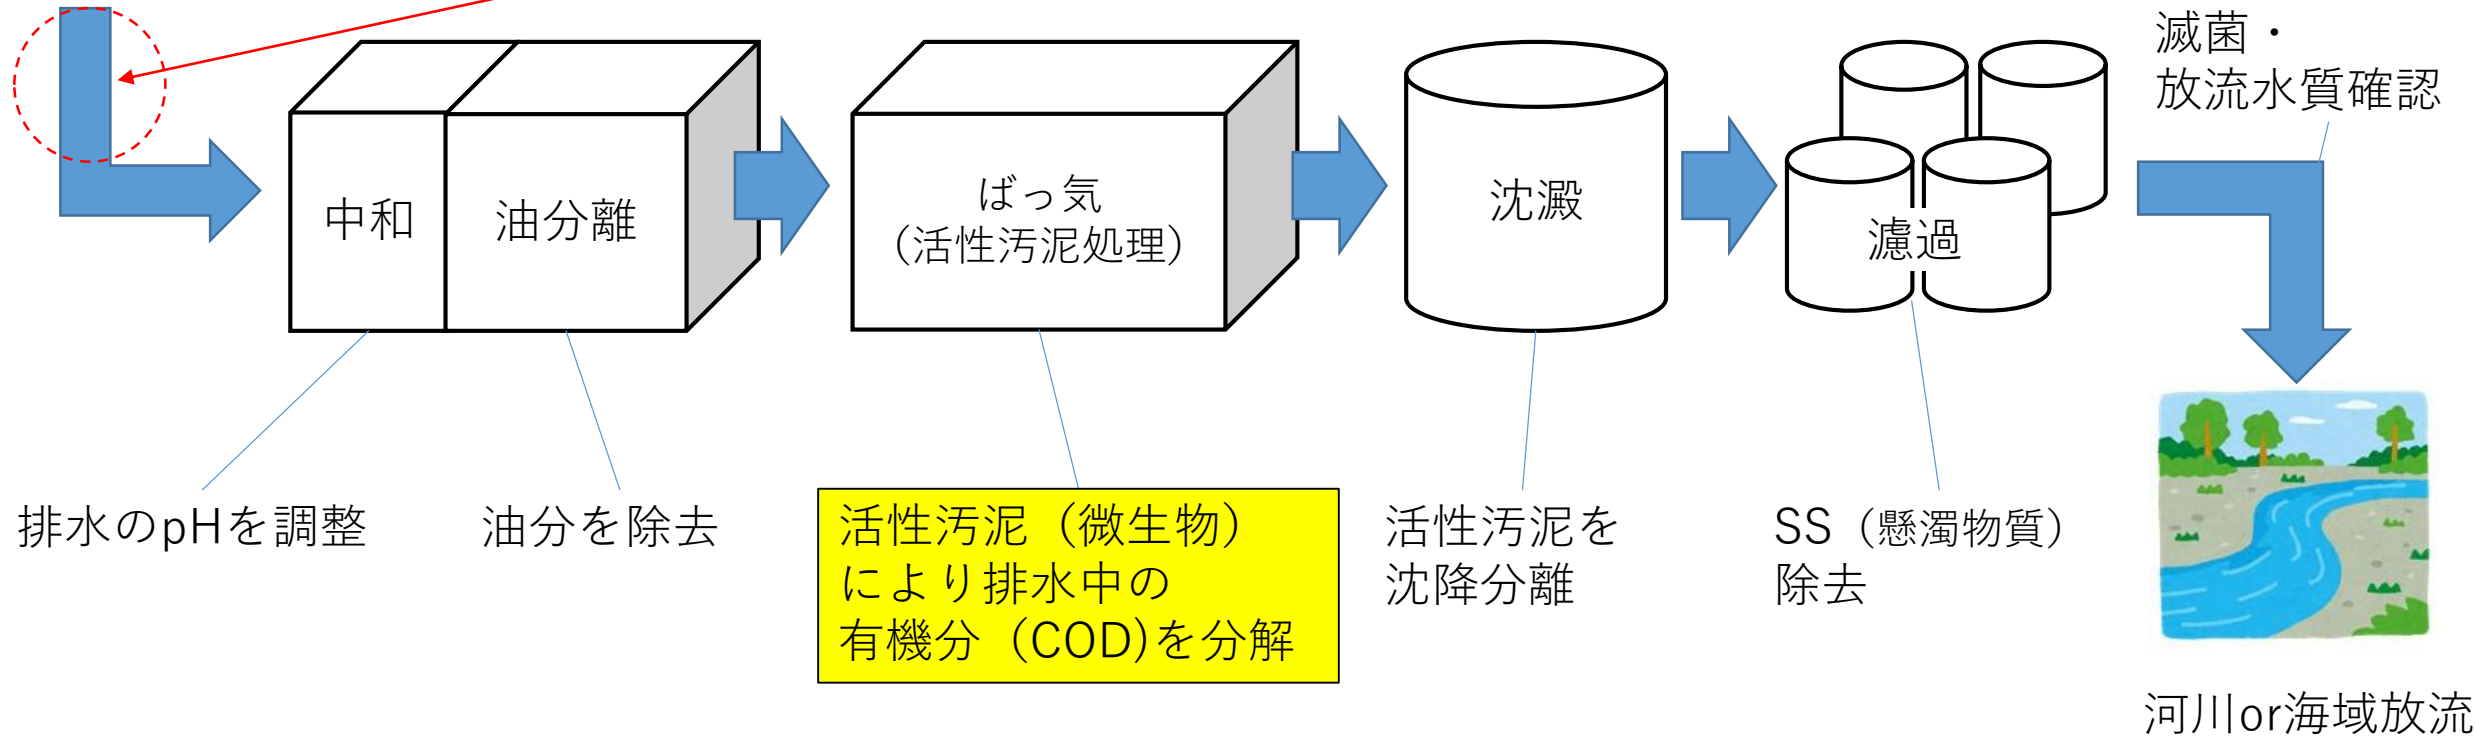 滅菌・
放流水質確認
中和
油分離
ばっ気
（活性汚泥処理）
沈澱
濾過
排水のpHを調整
油分を除去
活性汚泥（微生物）
により排水中の
有機分（COD)を分解
活性汚泥を
沈降分離
SS（懸濁物質）
除去
河川or海域放流